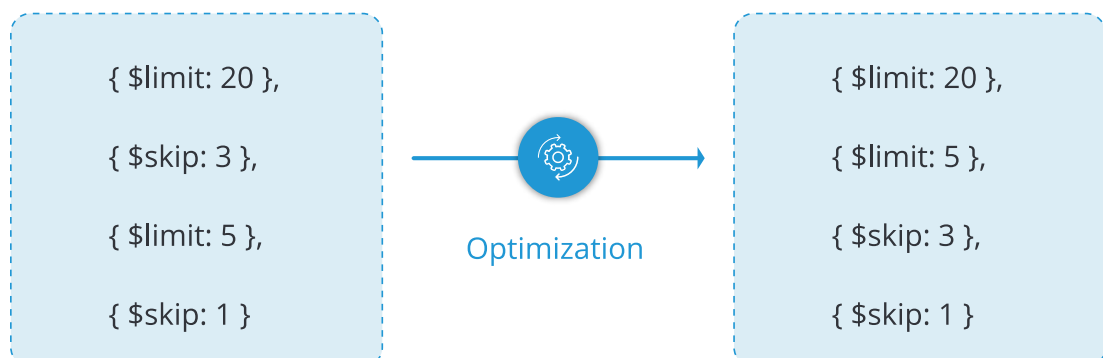 { $limit: 20 },
{ $skip: 3 },
{ $limit: 5 },
{ $skip: 1 }
Optimization
{ $limit: 20 },
{ $limit: 5 },
{ $skip: 3 },
{ $skip: 1 }